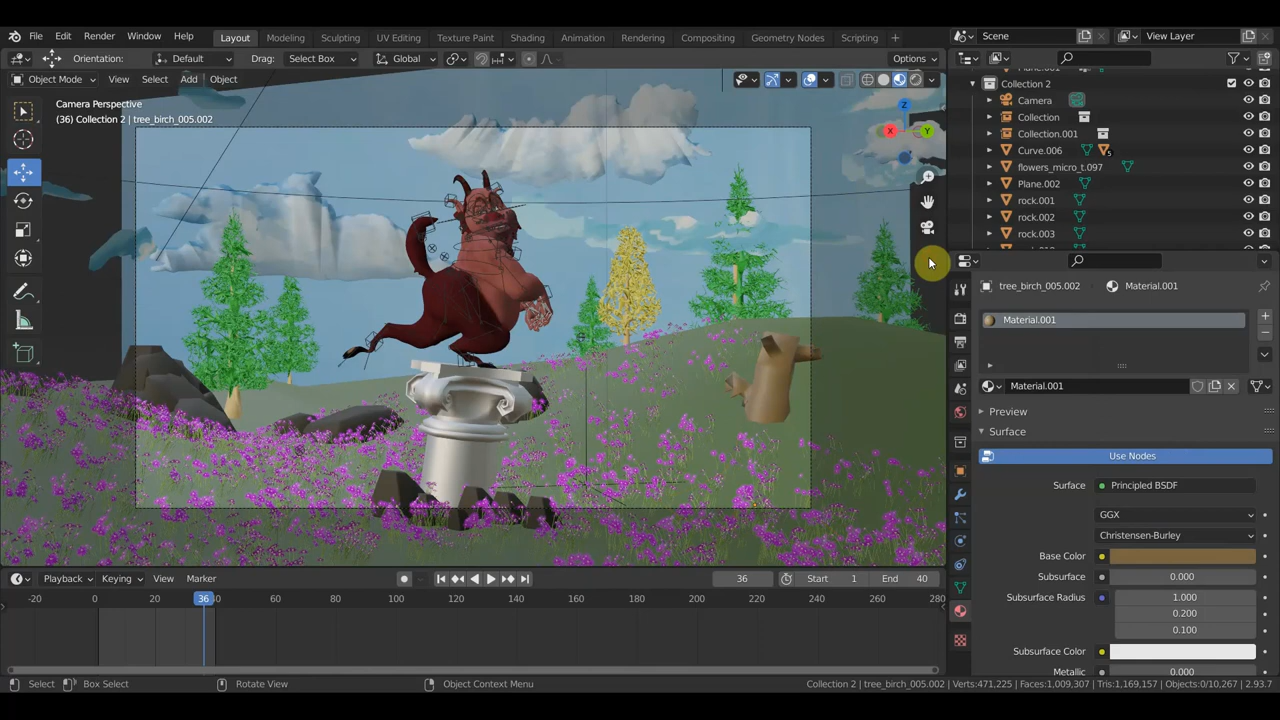 File Edit Render Window Help Layout Modeling Sculpting UV Editing Texture Paint Shading Animation Rendering Compositing Geometry Nodes Scripting + Scene View Layer
Orientation: Default Drag: Select Box Global Options
Object Mode View Select Add Object
Camera Perspective
(36) Collection 2 | tree_birch_005.002
Z
X
Y
Collection 2
Camera
Collection
Collection.001
Curve.006 5
flowers_micro_t.097
Plane.002
rock.001
rock.002
rock.003
tree_birch_005.002 Material.001
Material.001
Material.001
Preview
Surface
Use Nodes
Surface Principled BSDF
GGX
Christensen-Burley
Base Color
Subsurface 0.000
Subsurface Radius 1.000
0.200
0.100
Subsurface Color
Metallic 0.000
Playback Keying View Marker 36 Start 1 End 40
-20 0 20 36 40 60 80 100 120 140 160 180 200 220 240 260 280
Select Box Select Rotate View Object Context Menu Collection 2 | tree_birch_005.002 | Verts:471,225 | Faces:1,009,307 | Tris:1,169,157 | Objects:0/10,267 | 2.93.7